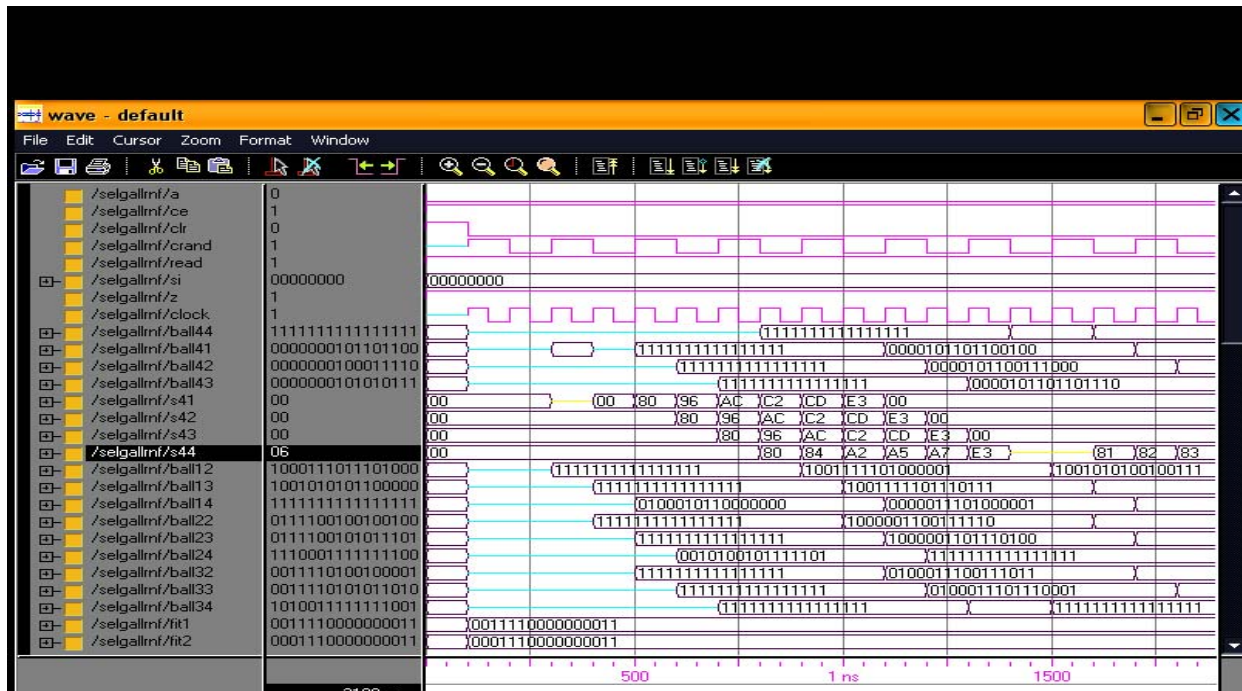 wave - default
File Edit Cursor Zoom Format Window
/selgallrnf/a 0
/selgallrnf/ce 1
/selgallrnf/clr 0
/selgallrnf/crand 1
/selgallrnf/read 1
/selgallrnf/si 00000000 00000000
/selgallrnf/z 1
/selgallrnf/clock 1
/selgallrnf/ball44 1111111111111111 1111111111111111
/selgallrnf/ball41 0000000101101100 1111111111111111 0000101101100100
/selgallrnf/ball42 0000000100011110 1111111111111111 0000101100111000
/selgallrnf/ball43 0000000101010111 1111111111111111 0000101101101110
/selgallrnf/s41 00 00 00 80 96 AC C2 CD E3 00
/selgallrnf/s42 00 00 80 96 AC C2 CD E3 00
/selgallrnf/s43 00 00 80 96 AC C2 CD E3 00
/selgallrnf/s44 06 00 80 84 A2 A5 A7 E3 81 82 83
/selgallrnf/ball12 1000111011101000 1111111111111111 1001111101000001 1001010100100111
/selgallrnf/ball13 1001010101100000 1111111111111111 1001111101110111
/selgallrnf/ball14 1111111111111111 0100010110000000 0000011101000001
/selgallrnf/ball22 0111100100100100 1111111111111111 1000001100111110
/selgallrnf/ball23 0111100101011101 1111111111111111 1000001101110100
/selgallrnf/ball24 1110001111111100 0010100101111101 1111111111111111
/selgallrnf/ball32 0011110100100001 1111111111111111 0100011100111011
/selgallrnf/ball33 0011110101011010 1111111111111111 0100011101110001
/selgallrnf/ball34 1010011111111001 1111111111111111 1111111111111111
/selgallrnf/fit1 0011110000000011 0011110000000011
/selgallrnf/fit2 0001110000000011 0001110000000011
500 1 ns 1500